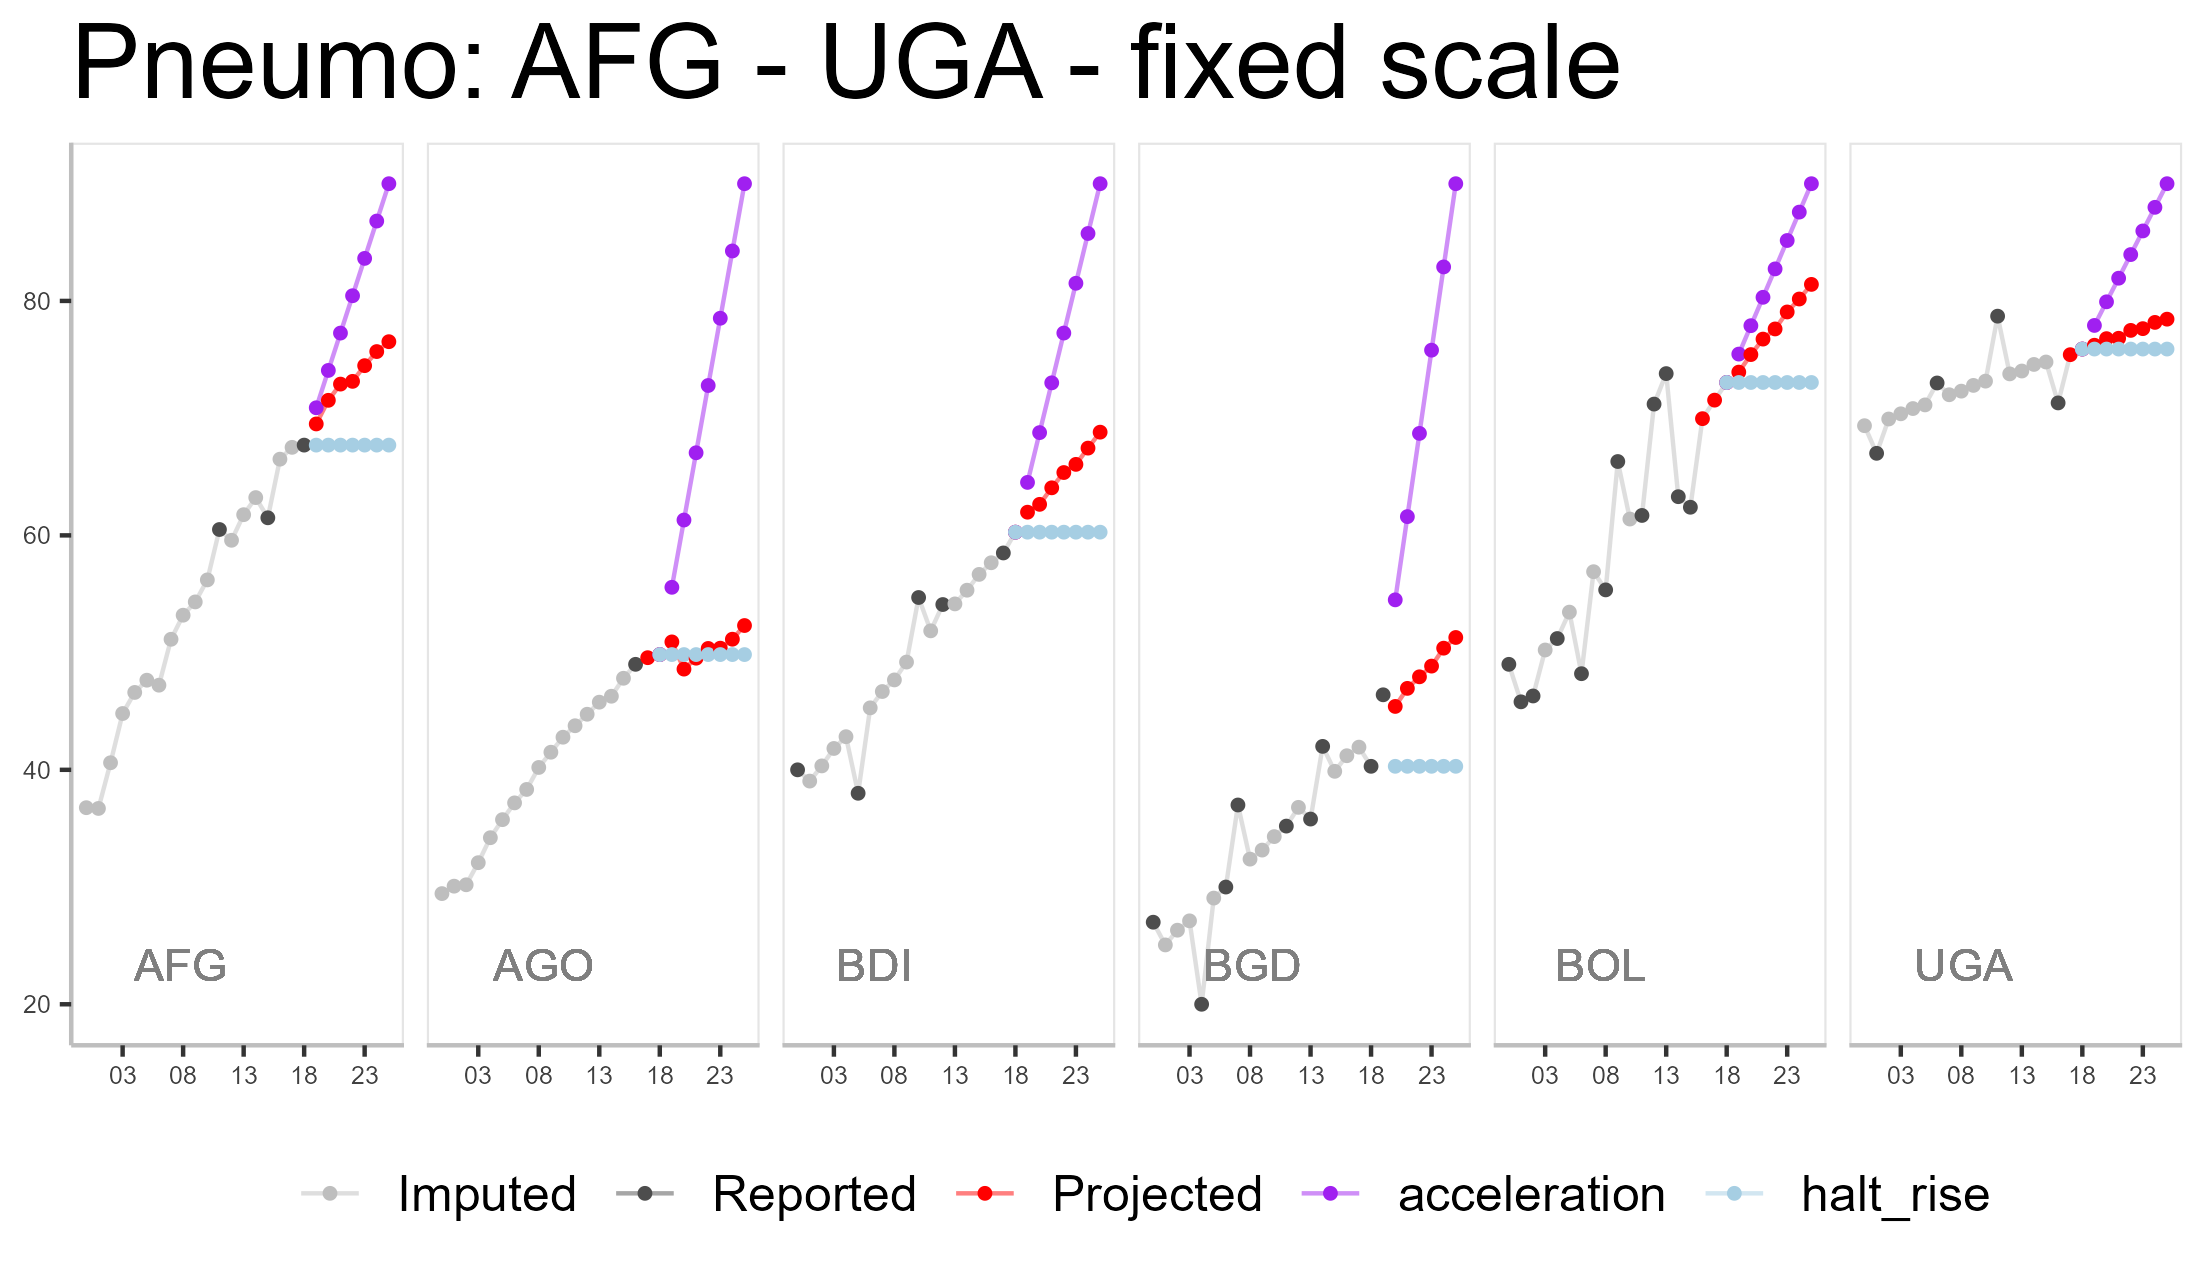 Pneumo: AFG - UGA - fixed scale
80
60
40
20
AFG
AGO
BDI
BGD
BOL
UGA
03 08 13 18 23
03 08 13 18 23
03 08 13 18 23
03 08 13 18 23
03 08 13 18 23
03 08 13 18 23
Imputed Reported Projected acceleration halt_rise